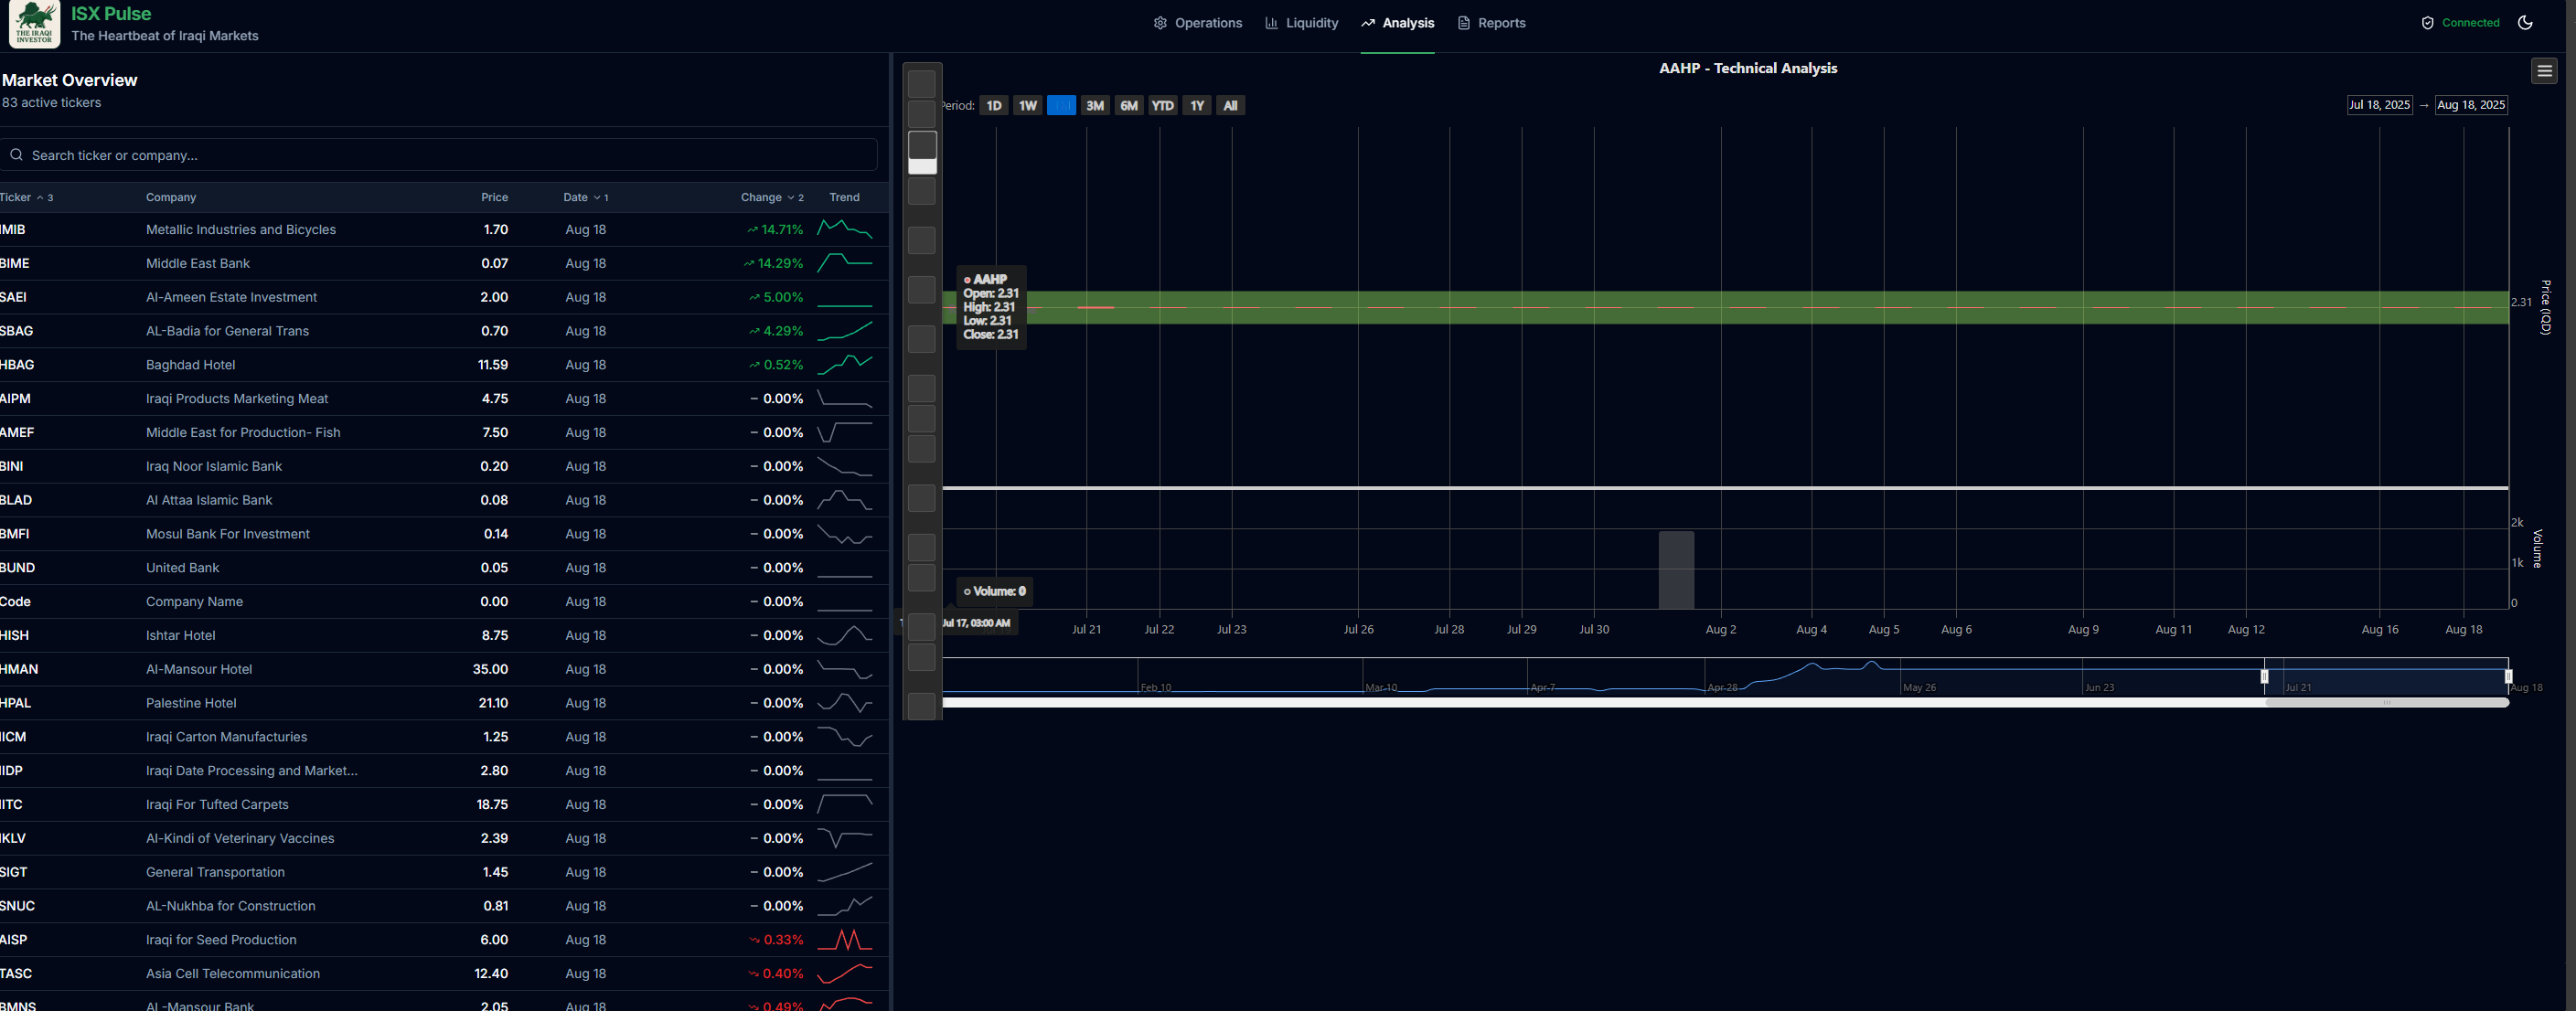 THE IRAQI
INVESTOR
ISX Pulse
The Heartbeat of Iraqi Markets
Operations
Liquidity
Analysis
Reports
Connected
Market Overview
83 active tickers
Search ticker or company...
Ticker 3 Company Price Date 1 Change 2 Trend
IMIB Metallic Industries and Bicycles 1.70 Aug 18 14.71%
BIME Middle East Bank 0.07 Aug 18 14.29%
SAEI Al-Ameen Estate Investment 2.00 Aug 18 5.00%
SBAG AL-Badia for General Trans 0.70 Aug 18 4.29%
HBAG Baghdad Hotel 11.59 Aug 18 0.52%
AIPM Iraqi Products Marketing Meat 4.75 Aug 18 0.00%
AMEF Middle East for Production- Fish 7.50 Aug 18 0.00%
BINI Iraq Noor Islamic Bank 0.20 Aug 18 0.00%
BLAD Al Attaa Islamic Bank 0.08 Aug 18 0.00%
BMFI Mosul Bank For Investment 0.14 Aug 18 0.00%
BUND United Bank 0.05 Aug 18 0.00%
Code Company Name 0.00 Aug 18 0.00%
HISH Ishtar Hotel 8.75 Aug 18 0.00%
HMAN Al-Mansour Hotel 35.00 Aug 18 0.00%
HPAL Palestine Hotel 21.10 Aug 18 0.00%
IICM Iraqi Carton Manufacturies 1.25 Aug 18 0.00%
IIDP Iraqi Date Processing and Market... 2.80 Aug 18 0.00%
IITC Iraqi For Tufted Carpets 18.75 Aug 18 0.00%
IKLV Al-Kindi of Veterinary Vaccines 2.39 Aug 18 0.00%
SIGT General Transportation 1.45 Aug 18 0.00%
SNUC AL-Nukhba for Construction 0.81 Aug 18 0.00%
AISP Iraqi for Seed Production 6.00 Aug 18 0.33%
TASC Asia Cell Telecommunication 12.40 Aug 18 0.40%
BMNS AL-Mansour Bank 2.05 Aug 18 0.49%
AAHP - Technical Analysis
Period: 1D 1W 1M 3M 6M YTD 1Y All
Jul 18, 2025 → Aug 18, 2025
AAHP
Open: 2.31
High: 2.31
Low: 2.31
Close: 2.31
2.31
Price (IQD)
2k
1k
0
Volume
Volume: 0
Jul 17, 03:00 AM
Jul 21 Jul 22 Jul 23 Jul 26 Jul 28 Jul 29 Jul 30 Aug 2 Aug 4 Aug 5 Aug 6 Aug 9 Aug 11 Aug 12 Aug 16 Aug 18
Feb 10 Mar 10 Apr 7 Apr 28 May 26 Jun 23 Jul 21 Aug 18